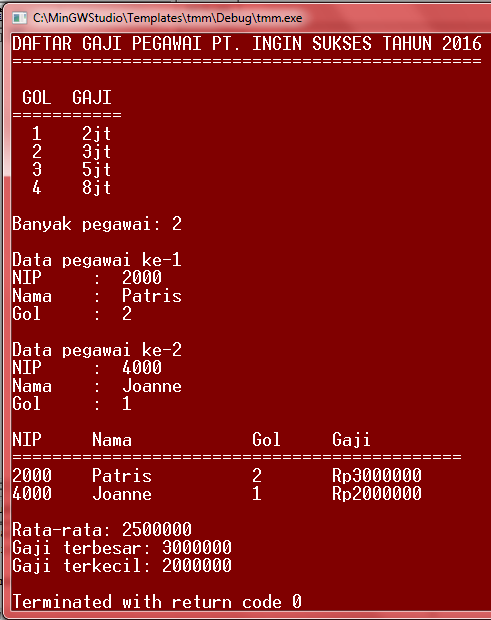 C:\MinGWStudio\Templates\tmm\Debug\tmm.exe
DAFTAR GAJI PEGAWAI PT. INGIN SUKSES TAHUN 2016
===============================================
GOL GAJI
===========
1 2jt
2 3jt
3 5jt
4 8jt
Banyak pegawai: 2
Data pegawai ke-1
NIP : 2000
Nama : Patris
Gol : 2
Data pegawai ke-2
NIP : 4000
Nama : Joanne
Gol : 1
NIP Nama Gol Gaji
=============================================
2000 Patris 2 Rp3000000
4000 Joanne 1 Rp2000000
Rata-rata: 2500000
Gaji terbesar: 3000000
Gaji terkecil: 2000000
Terminated with return code 0